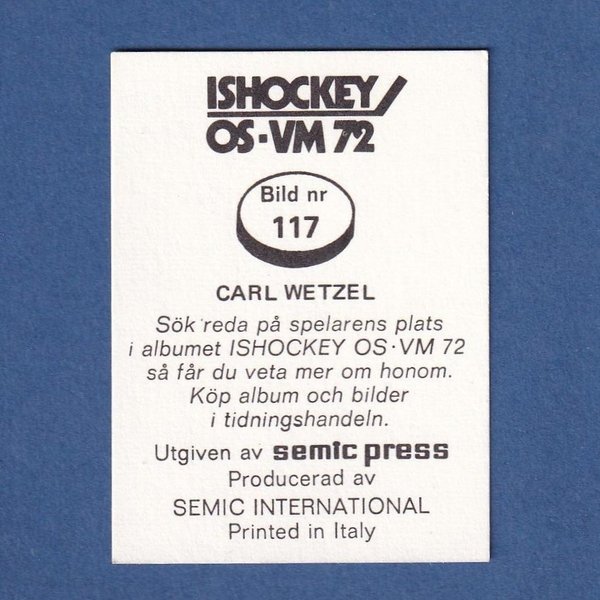 ISHOCKEY
OS·VM 72
Bild nr
117
CARL WETZEL
Sök reda på spelarens plats
i albumet ISHOCKEY OS·VM 72
så får du veta mer om honom.
Köp album och bilder
i tidningshandeln.
Utgiven av semic press
Producerad av
SEMIC INTERNATIONAL
Printed in Italy